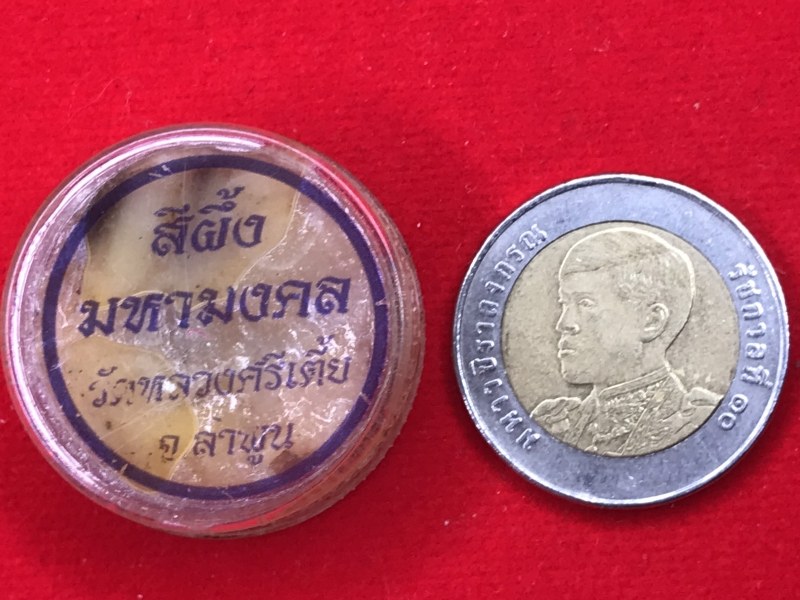 สีผึ้ง
มหามงคล
วัดหลวงศรีเตี้ย
จ ลำพูน
มหาวชิราลงกรณ
รัชกาลที่ ๑๐